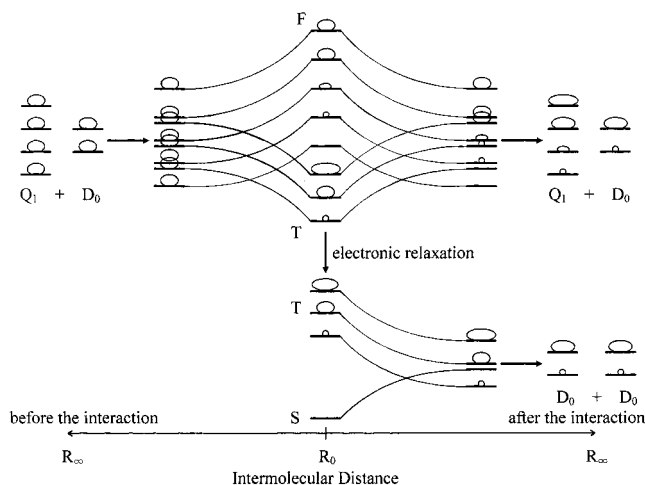 F
Q₁ + D₀
Q₁ + D₀
T
electronic relaxation
T
S
D₀ + D₀
before the interaction
after the interaction
R∞
R₀
R∞
Intermolecular Distance